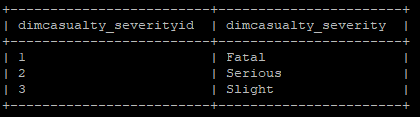 +-------------------------+-----------------------+
| dimcasualty_severityid | dimcasualty_severity |
+-------------------------+-----------------------+
| 1 | Fatal
| 2 | Serious
| 3 | Slight
+-------------------------+-----------------------+